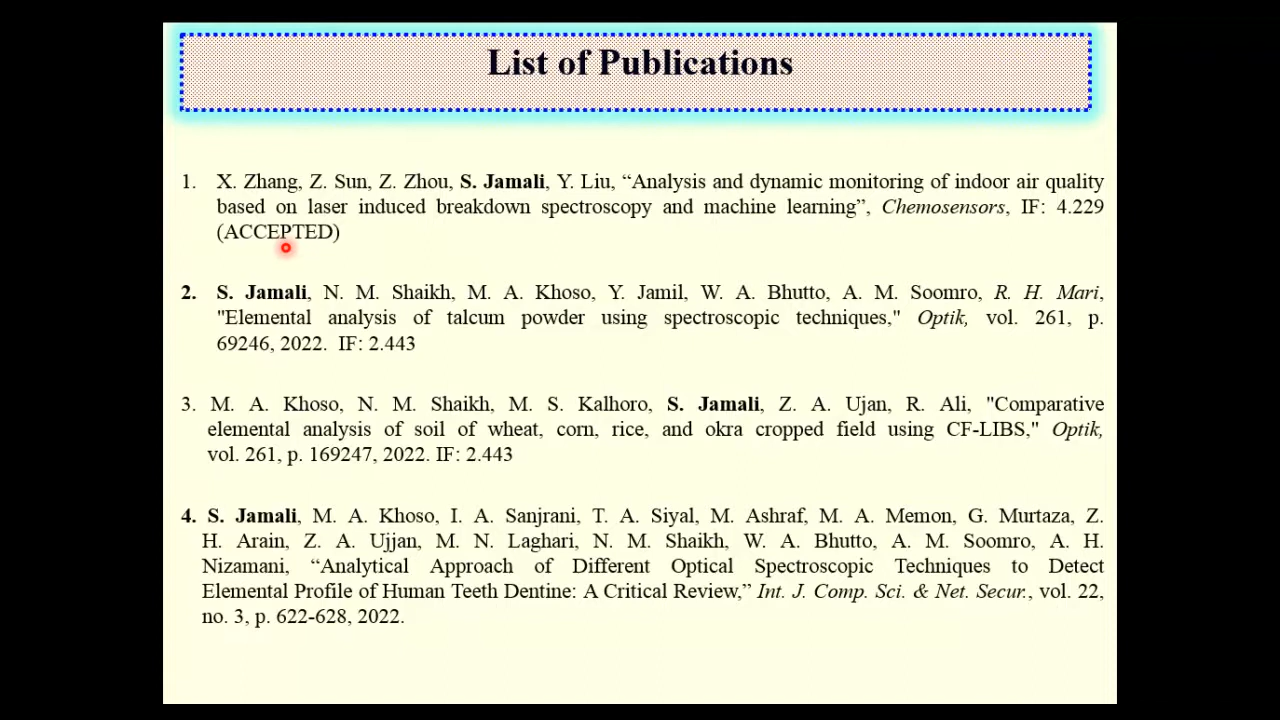 List of Publications
1. X. Zhang, Z. Sun, Z. Zhou, S. Jamali, Y. Liu, “Analysis and dynamic monitoring of indoor air quality
based on laser induced breakdown spectroscopy and machine learning”, Chemosensors, IF: 4.229
(ACCEPTED)
2. S. Jamali, N. M. Shaikh, M. A. Khoso, Y. Jamil, W. A. Bhutto, A. M. Soomro, R. H. Mari,
"Elemental analysis of talcum powder using spectroscopic techniques," Optik, vol. 261, p.
69246, 2022. IF: 2.443
3. M. A. Khoso, N. M. Shaikh, M. S. Kalhoro, S. Jamali, Z. A. Ujan, R. Ali, "Comparative
elemental analysis of soil of wheat, corn, rice, and okra cropped field using CF-LIBS," Optik,
vol. 261, p. 169247, 2022. IF: 2.443
4. S. Jamali, M. A. Khoso, I. A. Sanjrani, T. A. Siyal, M. Ashraf, M. A. Memon, G. Murtaza, Z.
H. Arain, Z. A. Ujjan, M. N. Laghari, N. M. Shaikh, W. A. Bhutto, A. M. Soomro, A. H.
Nizamani, “Analytical Approach of Different Optical Spectroscopic Techniques to Detect
Elemental Profile of Human Teeth Dentine: A Critical Review,” Int. J. Comp. Sci. & Net. Secur., vol. 22,
no. 3, p. 622-628, 2022.